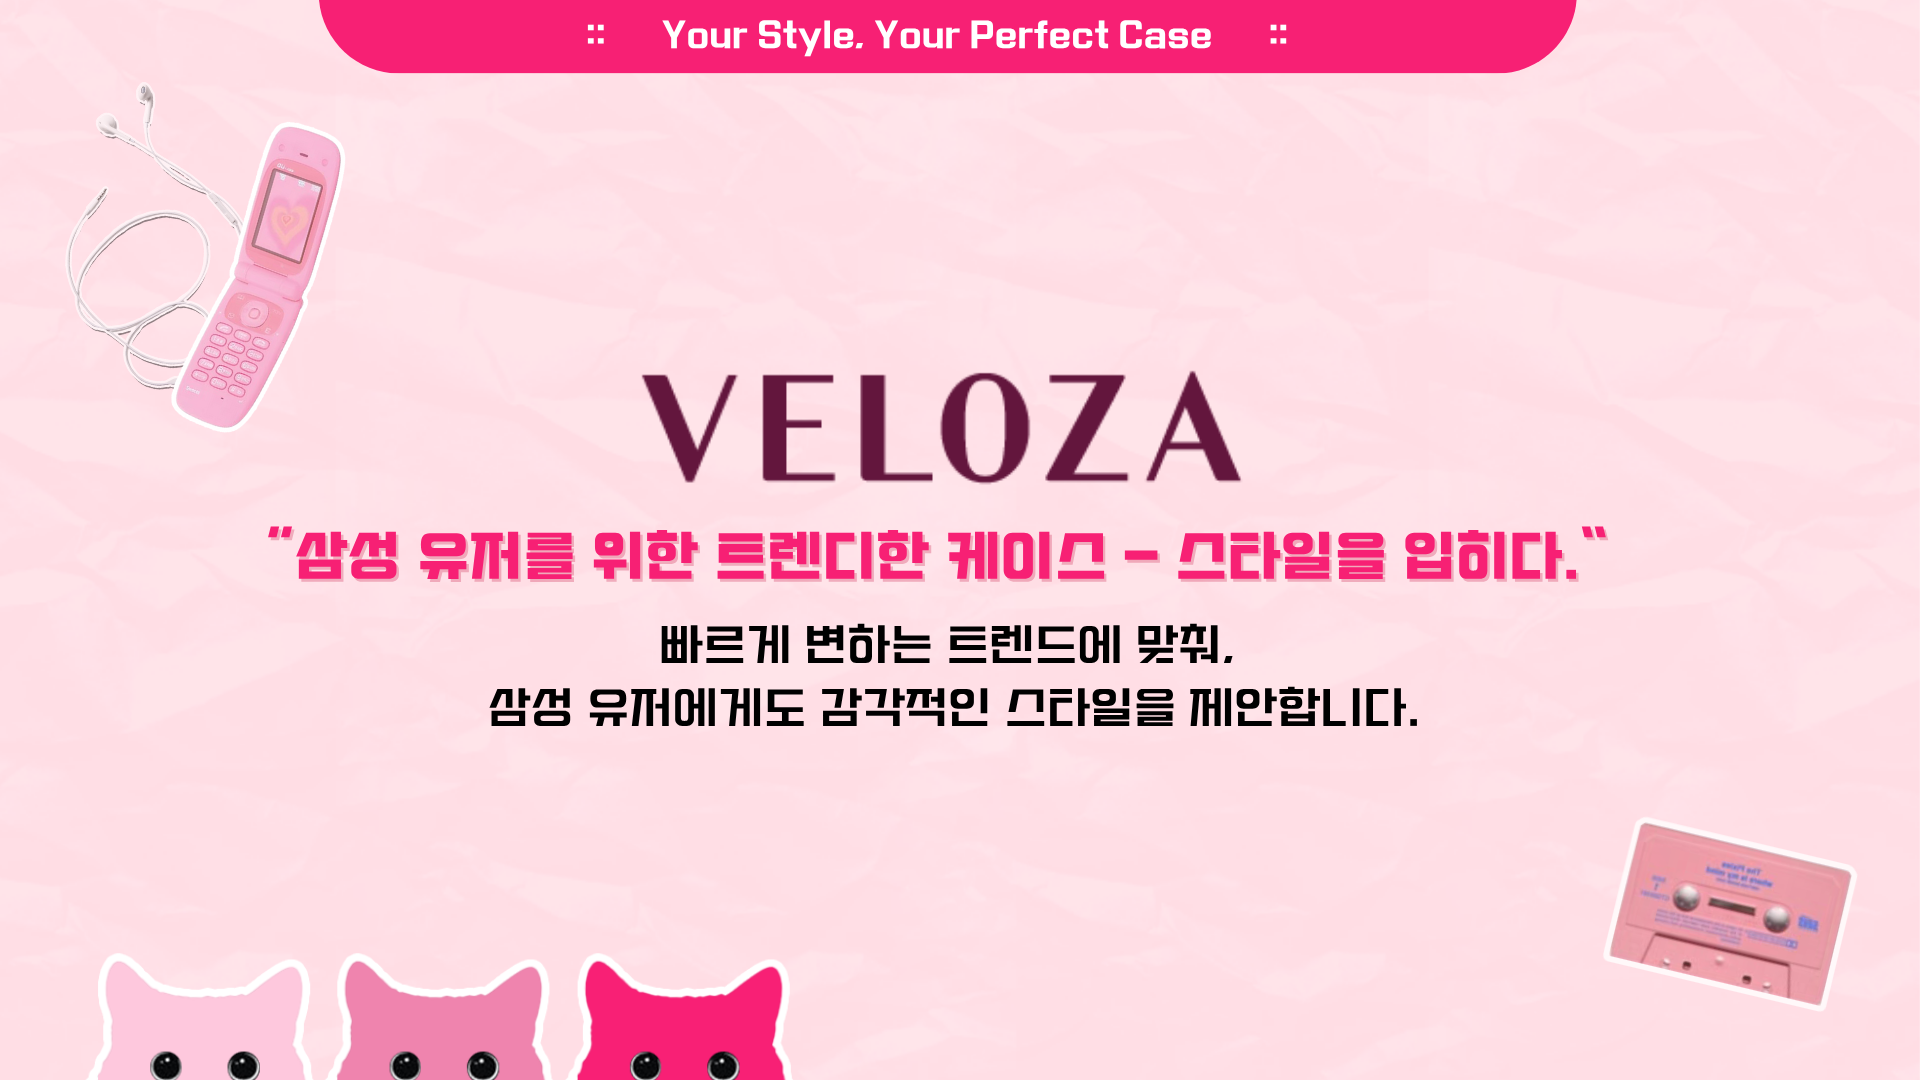 :: Your Style, Your Perfect Case ::
VELOZA
"삼성 유저를 위한 트렌디한 케이스 - 스타일을 입히다."
빠르게 변하는 트렌드에 맞춰,
삼성 유저에게도 감각적인 스타일을 제안합니다.